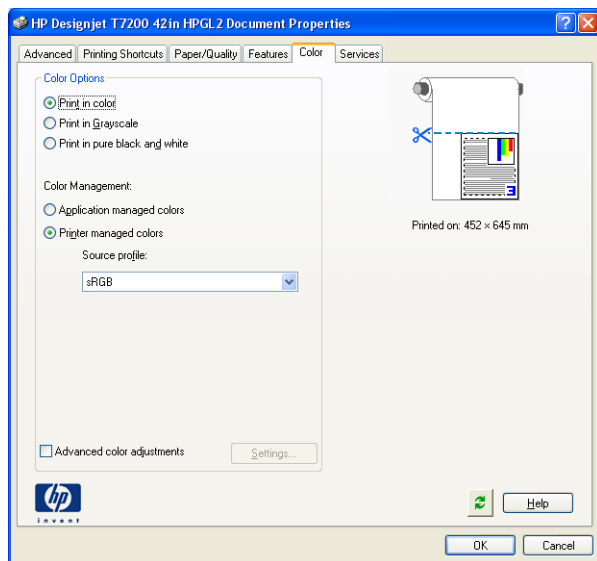 HP Designjet T7200 42in HPGL2 Document Properties
Advanced Printing Shortcuts Paper/Quality Features Color Services
Color Options
Print in color
Print in Grayscale
Print in pure black and white
Color Management:
Application managed colors
Printer managed colors
Source profile:
sRGB
Advanced color adjustments
Settings...
3
Printed on: 452 × 645 mm
hp
invent
Help
OK
Cancel